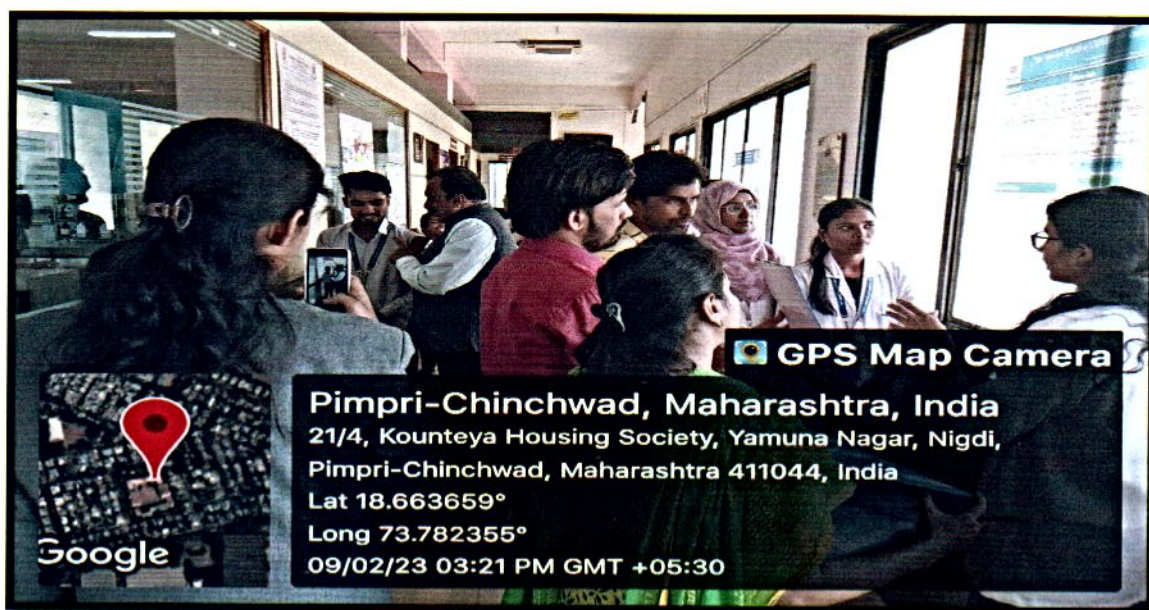 GPS Map Camera
Pimpri-Chinchwad, Maharashtra, India
21/4, Kounteya Housing Society, Yamuna Nagar, Nigdi,
Pimpri-Chinchwad, Maharashtra 411044, India
Lat 18.663659°
Long 73.782355°
09/02/23 03:21 PM GMT +05:30
Google